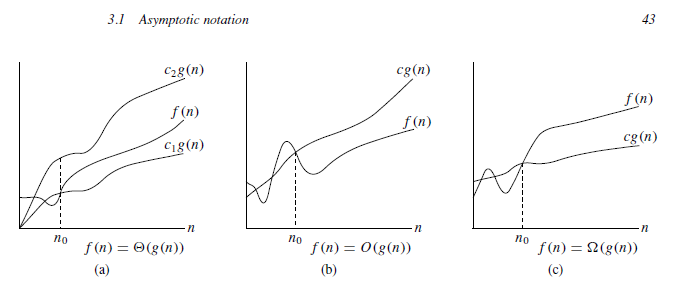 3.1 Asymptotic notation 43
c₂g(n)
f(n)
c₁g(n)
n
n₀
f(n) = Θ(g(n))
(a)
cg(n)
f(n)
n
n₀
f(n) = O(g(n))
(b)
f(n)
cg(n)
n
n₀
f(n) = Ω(g(n))
(c)